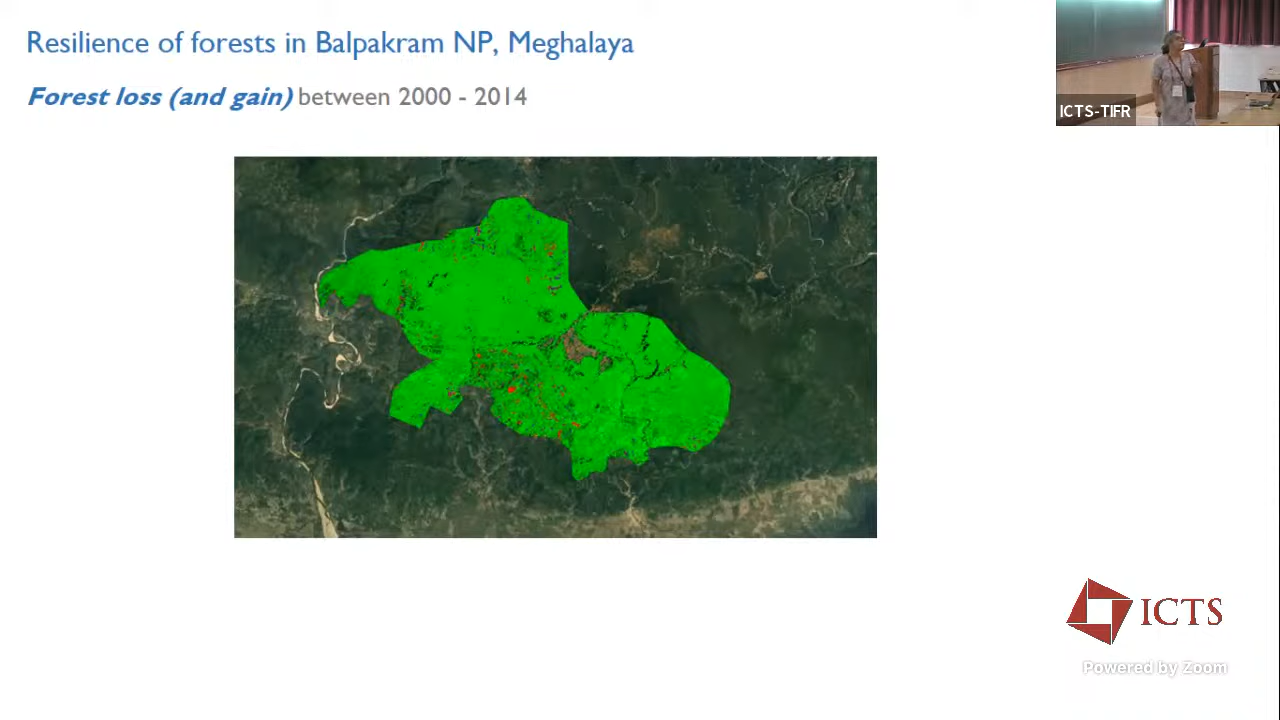 Resilience of forests in Balpakram NP, Meghalaya
Forest loss (and gain) between 2000 - 2014
ICTS-TIFR
ICTS
Powered by Zoom